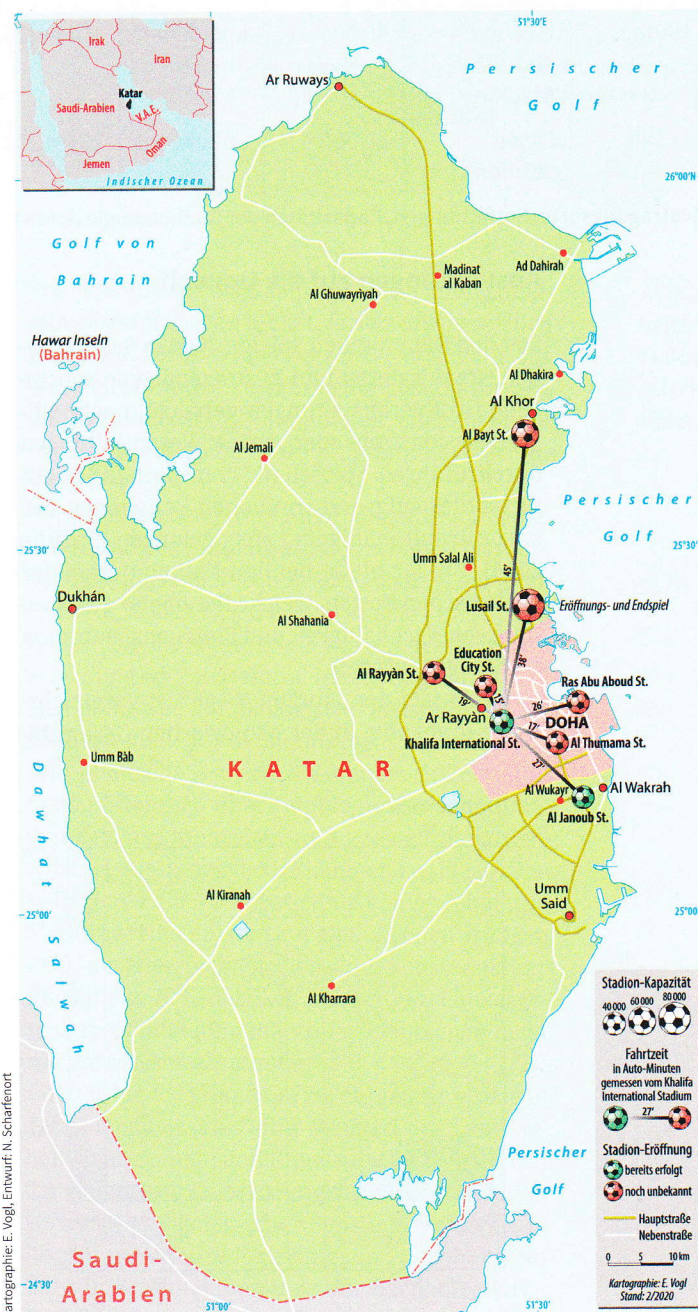 51°30'E
Irak
Iran
Katar
Saudi-Arabien
V.A.E.
Oman
Jemen
Indischer Ozean
Ar Ruways
Persischer
Golf
26°00'N
Golf von
Bahrain
Ad Dahirah
Madinat
al Kaban
Al Ghuwayrìyah
Hawar Inseln
(Bahrain)
Al Dhakira
Al Khor
Al Bayt St.
Al Jemali
Persischer
Golf
25°30'
25°30'
Umm Salal Ali
45'
Dukhán
Lusail St.
Eröffnungs- und Endspiel
Al Shahania
38'
Education
City St.
Al Rayyàn St.
Ras Abu Aboud St.
15'
19'
26'
Ar Rayyàn
17'
DOHA
Khalifa International St.
Al Thumama St.
27'
Umm Bàb
KATAR
Al Wukayr
Al Wakrah
Al Janoub St.
Dawhat Salwah
Al Kiranah
Umm
Said
25°00'
25°00'
Al Kharrara
Stadion-Kapazität
40 000
60 000
80 000
Fahrtzeit
in Auto-Minuten
gemessen vom Khalifa
International Stadium
27'
Stadion-Eröffnung
bereits erfolgt
noch unbekannt
Hauptstraße
Nebenstraße
0 5 10 km
Kartographie: E. Vogl
Stand: 2/2020
Persischer
Golf
Saudi-
Arabien
24°30'
51°00'
51°30'
artographie: E. Vogl, Entwurf: N. Scharfenort